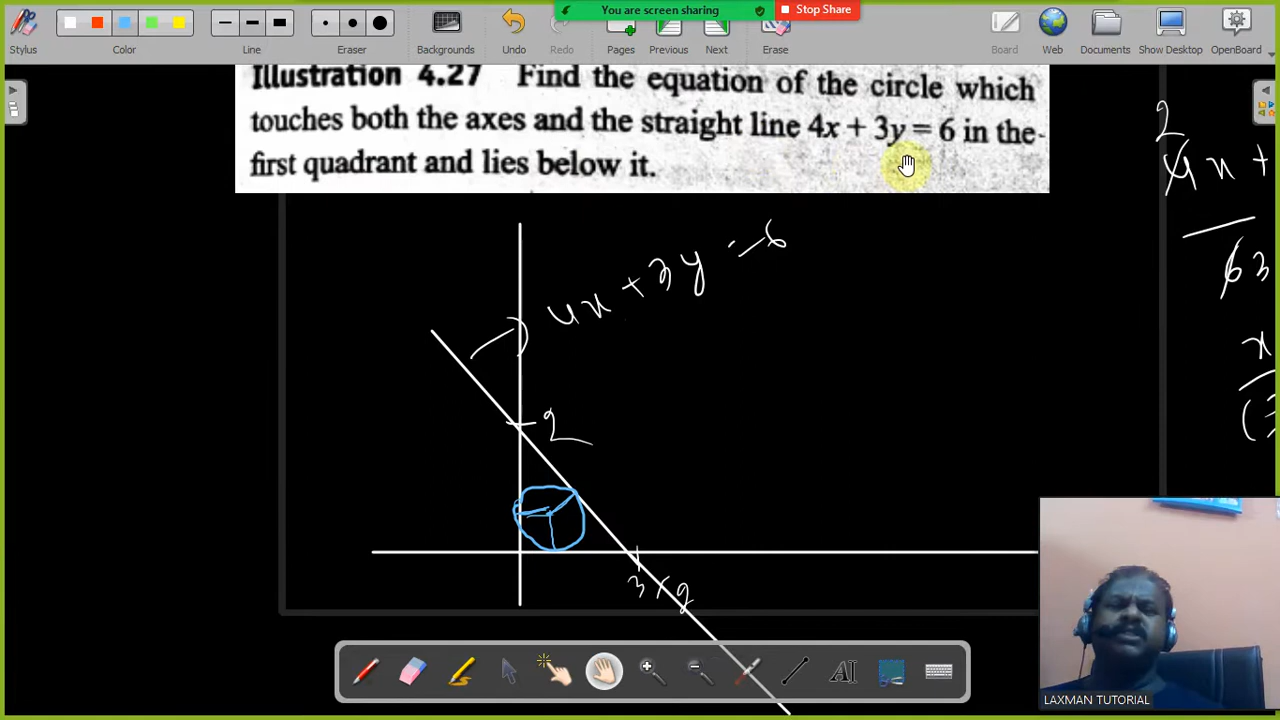 You are screen sharing
Stop Share
Stylus
Color
Line
Eraser
Backgrounds
Undo
Redo
Pages
Previous
Next
Erase
Board
Web
Documents
Show Desktop
OpenBoard
Illustration 4.27 Find the equation of the circle which
touches both the axes and the straight line 4x + 3y = 6 in the
first quadrant and lies below it.
4x + 3y = 6
2
3/2
2
4x +
63
x
LAXMAN TUTORIAL